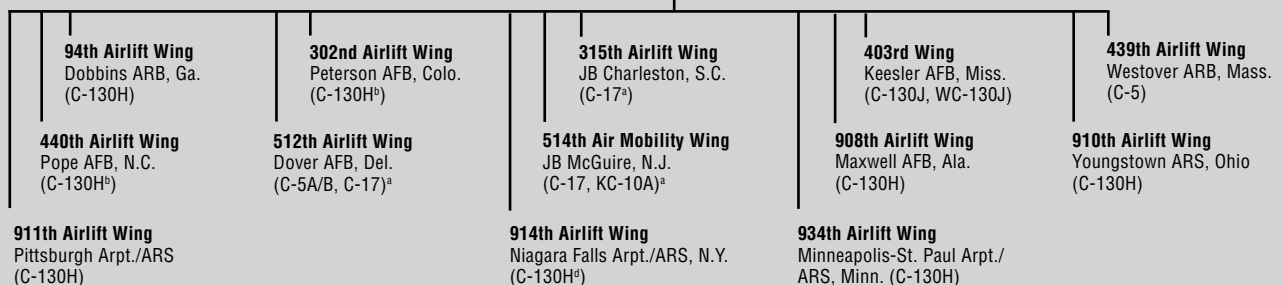 94th Airlift Wing
Dobbins ARB, Ga.
(C-130H)
302nd Airlift Wing
Peterson AFB, Colo.
(C-130Hᵇ)
315th Airlift Wing
JB Charleston, S.C.
(C-17ᵃ)
403rd Wing
Keesler AFB, Miss.
(C-130J, WC-130J)
439th Airlift Wing
Westover ARB, Mass.
(C-5)
440th Airlift Wing
Pope AFB, N.C.
(C-130Hᵇ)
512th Airlift Wing
Dover AFB, Del.
(C-5A/B, C-17)ᵃ
514th Air Mobility Wing
JB McGuire, N.J.
(C-17, KC-10A)ᵃ
908th Airlift Wing
Maxwell AFB, Ala.
(C-130H)
910th Airlift Wing
Youngstown ARS, Ohio
(C-130H)
911th Airlift Wing
Pittsburgh Arpt./ARS
(C-130H)
914th Airlift Wing
Niagara Falls Arpt./ARS, N.Y.
(C-130Hᵈ)
934th Airlift Wing
Minneapolis-St. Paul Arpt./
ARS, Minn. (C-130H)